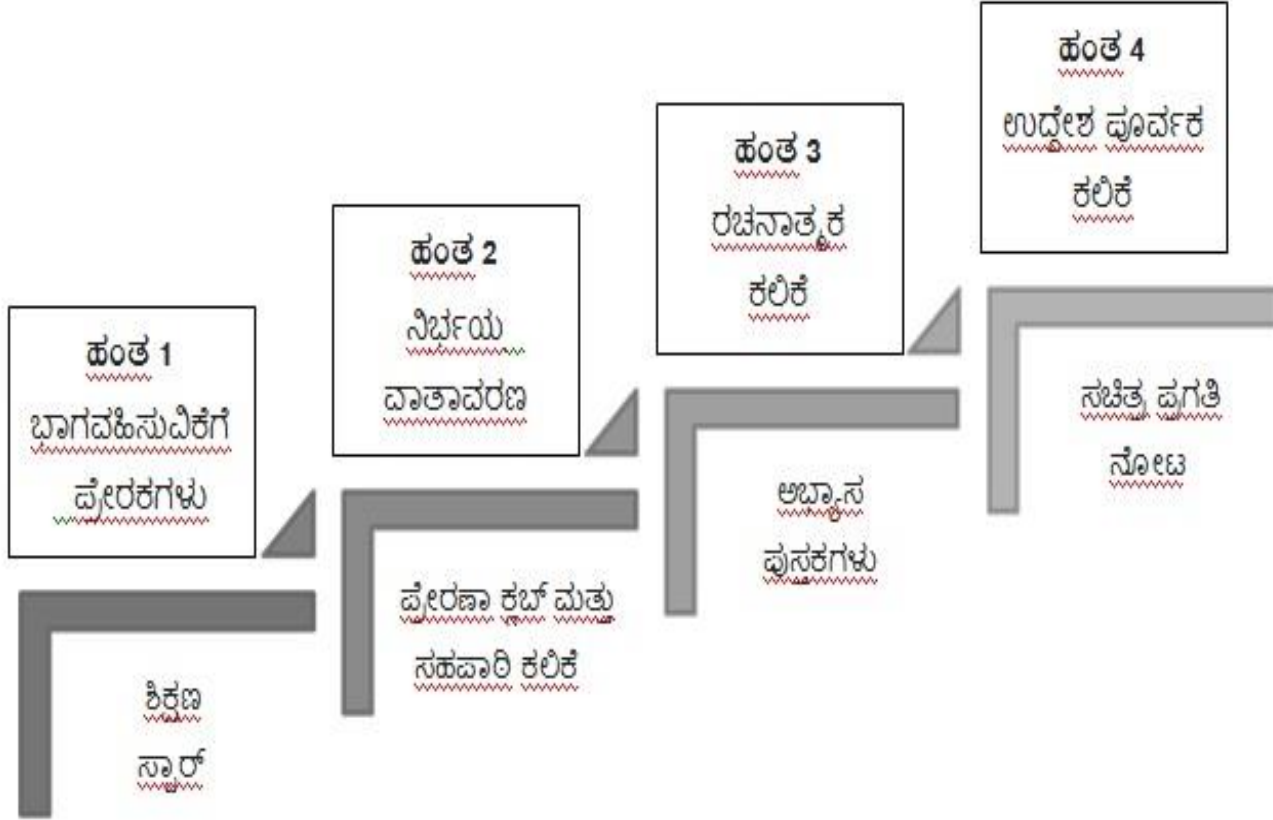 ಹಂತ 1
ಭಾಗವಹಿಸುವಿಕೆಗೆ
ಪ್ರೇರಕಗಳು
ಶಿಕ್ಷಣ
ಸ್ಟಾರ್
ಹಂತ 2
ನಿರ್ಭಯ
ವಾತಾವರಣ
ಪ್ರೇರಣಾ ಕ್ಲಬ್ ಮತ್ತು
ಸಹಪಾಠಿ ಕಲಿಕೆ
ಹಂತ 3
ರಚನಾತ್ಮಕ
ಕಲಿಕೆ
ಅಭ್ಯಾಸ
ಪುಸ್ತಕಗಳು
ಹಂತ 4
ಉದ್ದೇಶ ಪೂರ್ವಕ
ಕಲಿಕೆ
ಸಚಿತ್ರ ಪ್ರಗತಿ
ನೋಟ